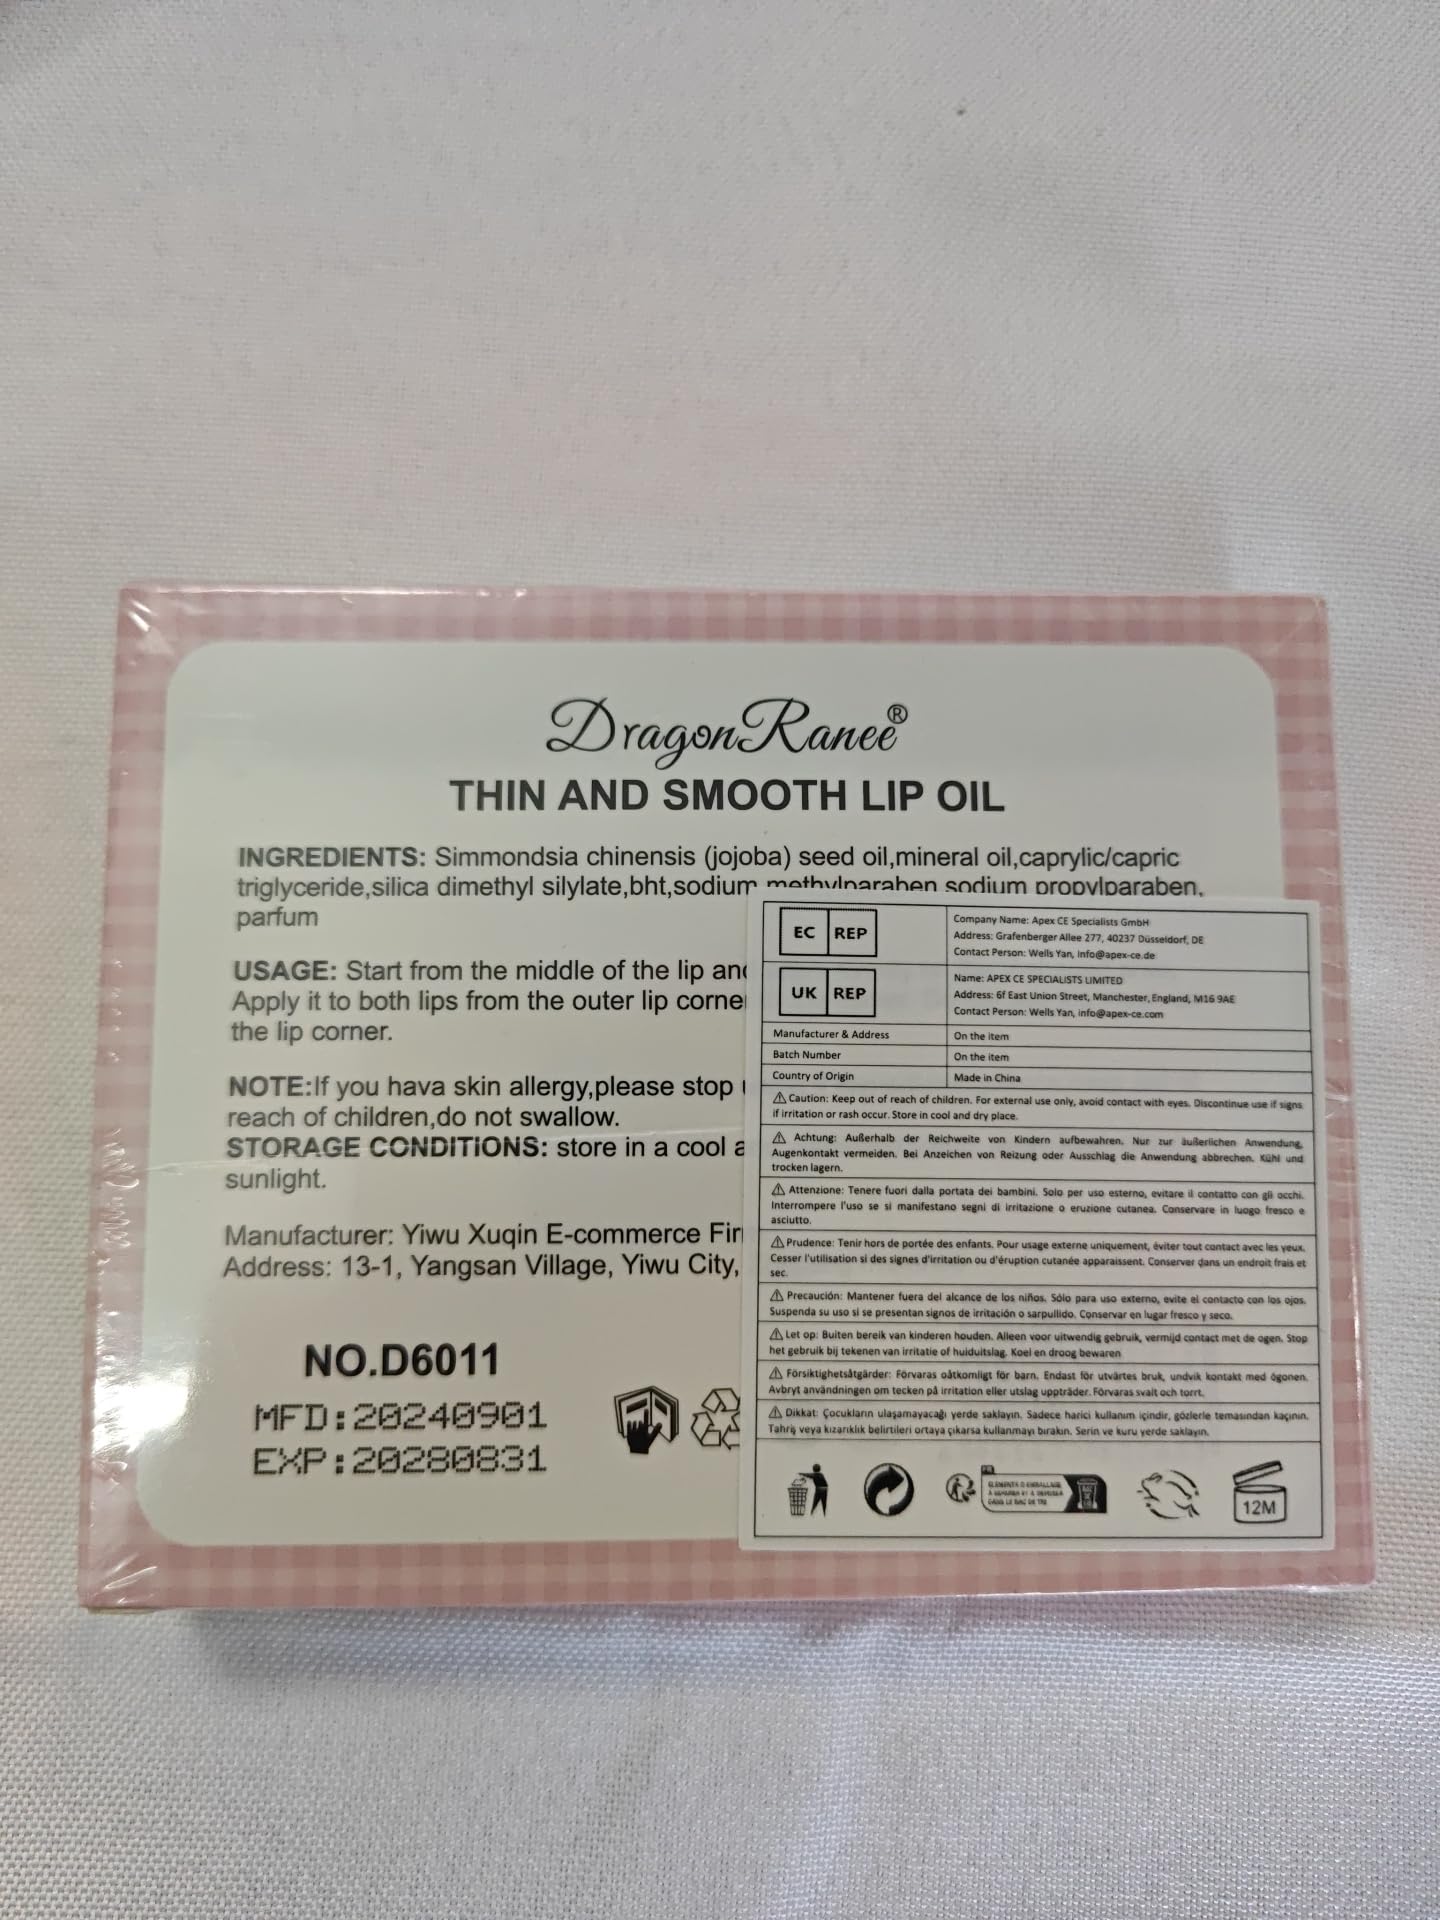 DragonRanee®
THIN AND SMOOTH LIP OIL
INGREDIENTS: Simmondsia chinensis (jojoba) seed oil,mineral oil,caprylic/capric
triglyceride,silica dimethyl silylate,bht,sodium methylparaben sodium propylparaben,
parfum
USAGE: Start from the middle of the lip and
Apply it to both lips from the outer lip corne
the lip corner.
NOTE:If you hava skin allergy,please stop
reach of children,do not swallow.
STORAGE CONDITIONS: store in a cool a
sunlight.
Manufacturer: Yiwu Xuqin E-commerce Fir
Address: 13-1, Yangsan Village, Yiwu City,
NO.D6011
MFD:20240901
EXP:20280831
EC REP
Company Name: Apex CE Specialists GmbH
Address: Grafenberger Allee 277, 40237 Düsseldorf, DE
Contact Person: Wells Yan, Info@apex-ce.de
UK REP
Name: APEX CE SPECIALISTS LIMITED
Address: 6f East Union Street, Manchester, England, M16 9AE
Contact Person: Wells Yan, info@apex-ce.com
Manufacturer & Address On the item
Batch Number On the item
Country of Origin Made in China
⚠ Caution: Keep out of reach of children. For external use only, avoid contact with eyes. Discontinue use if signs
if irritation or rash occur. Store in cool and dry place.
⚠ Achtung: Außerhalb der Reichweite von Kindern aufbewahren. Nur zur äußerlichen Anwendung,
Augenkontakt vermeiden. Bei Anzeichen von Reizung oder Ausschlag die Anwendung abbrechen. Kühl und
trocken lagern.
⚠ Attenzione: Tenere fuori dalla portata dei bambini. Solo per uso esterno, evitare il contatto con gli occhi.
Interrompere l'uso se si manifestano segni di irritazione o eruzione cutanea. Conservare in luogo fresco e
asciutto.
⚠ Prudence: Tenir hors de portée des enfants. Pour usage externe uniquement, éviter tout contact avec les yeux.
Cesser l'utilisation si des signes d'irritation ou d'éruption cutanée apparaissent. Conserver dans un endroit frais et
sec.
⚠ Precaución: Mantener fuera del alcance de los niños. Sólo para uso externo, evite el contacto con los ojos.
Suspenda su uso si se presentan signos de irritación o sarpullido. Conservar en lugar fresco y seco.
⚠ Let op: Buiten bereik van kinderen houden. Alleen voor uitwendig gebruik, vermijd contact met de ogen. Stop
het gebruik bij tekenen van irritatie of huiduitslag. Koel en droog bewaren
⚠ Försiktighetsåtgärder: Förvaras oåtkomligt för barn. Endast för utvärtes bruk, undvik kontakt med ögonen.
Avbryt användningen om tecken på irritation eller utslag uppträder. Förvaras svalt och torrt.
⚠ Dikkat: Çocukların ulaşamayacağı yerde saklayın. Sadece harici kullanım içindir, gözlerle temasından kaçının.
Tahriş veya kızarıklık belirtileri ortaya çıkarsa kullanmayı bırakın. Serin ve kuru yerde saklayın.
FR
12M